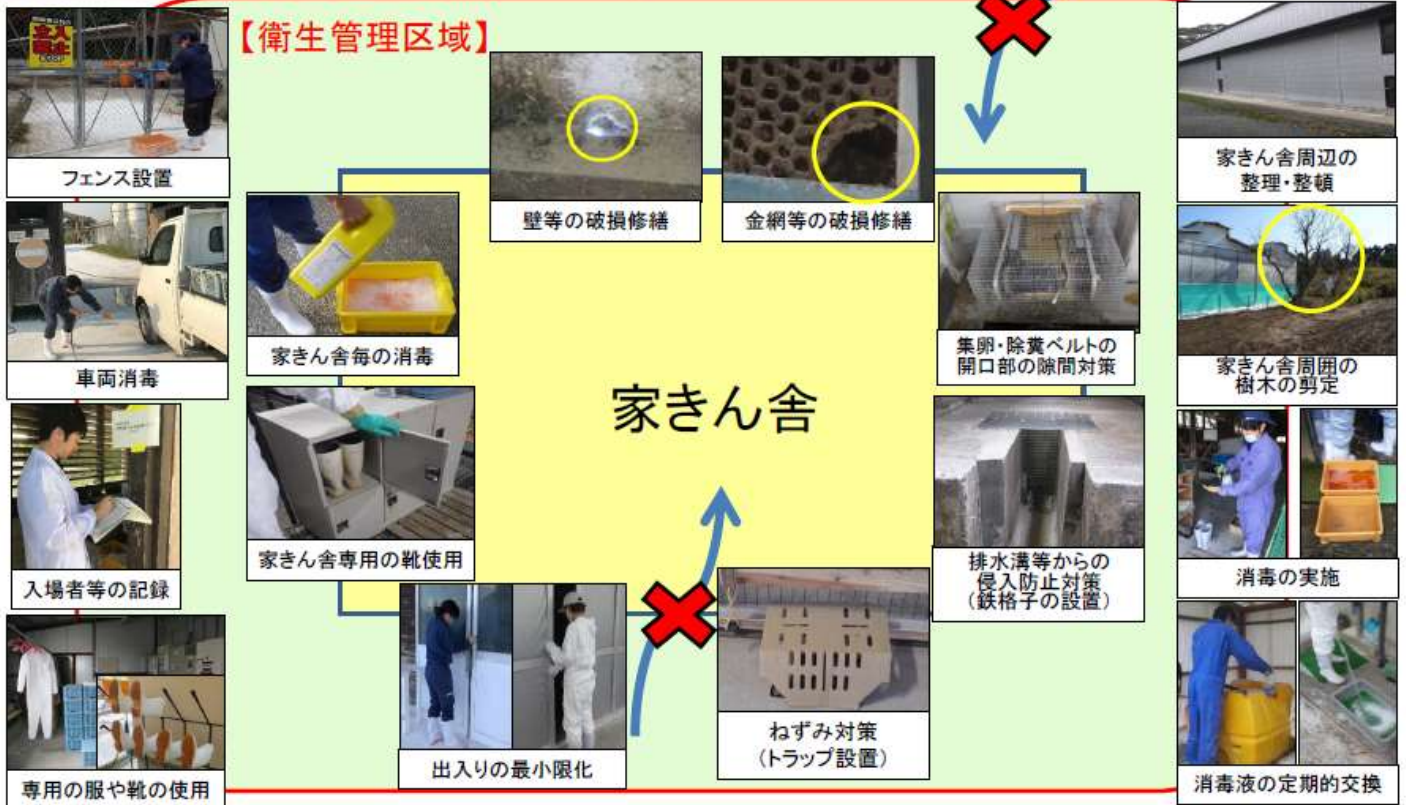 【衛生管理区域】
立入
禁止
フェンス設置
車両消毒
入場者等の記録
専用の服や靴の使用
壁等の破損修繕
金網等の破損修繕
家きん舎毎の消毒
家きん舎専用の靴使用
家きん舎
集卵・除糞ベルトの
開口部の隙間対策
排水溝等からの
侵入防止対策
(鉄格子の設置)
出入りの最小限化
ねずみ対策
(トラップ設置)
家きん舎周辺の
整理・整頓
家きん舎周囲の
樹木の剪定
消毒の実施
消毒液の定期的交換